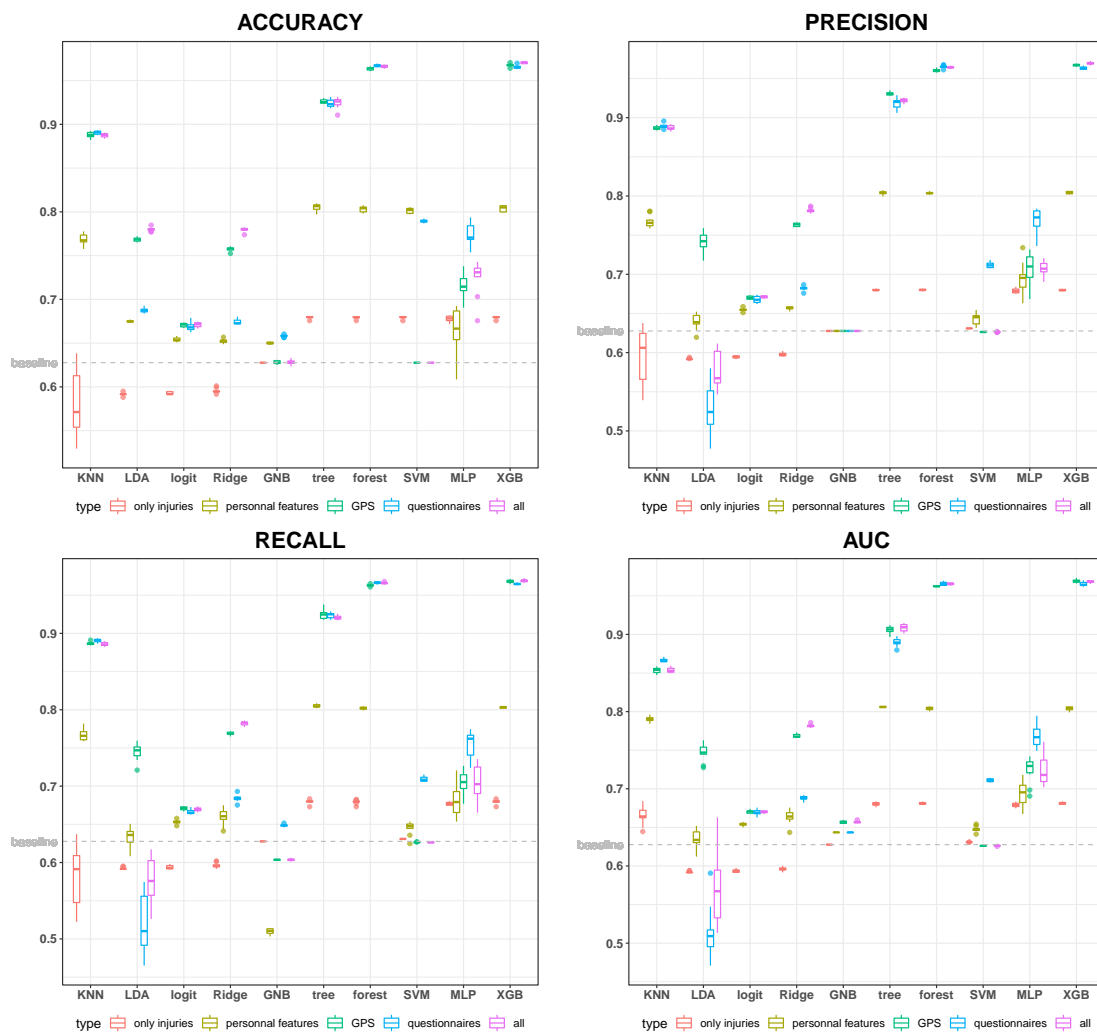 ACCURACY
0.9
0.8
0.7
baseline
0.6
KNN LDA logit Ridge GNB tree forest SVM MLP XGB
type only injuries personnal features GPS questionnaires all
PRECISION
0.9
0.8
0.7
baseline
0.6
0.5
KNN LDA logit Ridge GNB tree forest SVM MLP XGB
type only injuries personnal features GPS questionnaires all
RECALL
0.9
0.8
0.7
baseline
0.6
0.5
KNN LDA logit Ridge GNB tree forest SVM MLP XGB
type only injuries personnal features GPS questionnaires all
AUC
0.9
0.8
0.7
baseline
0.6
0.5
KNN LDA logit Ridge GNB tree forest SVM MLP XGB
type only injuries personnal features GPS questionnaires all